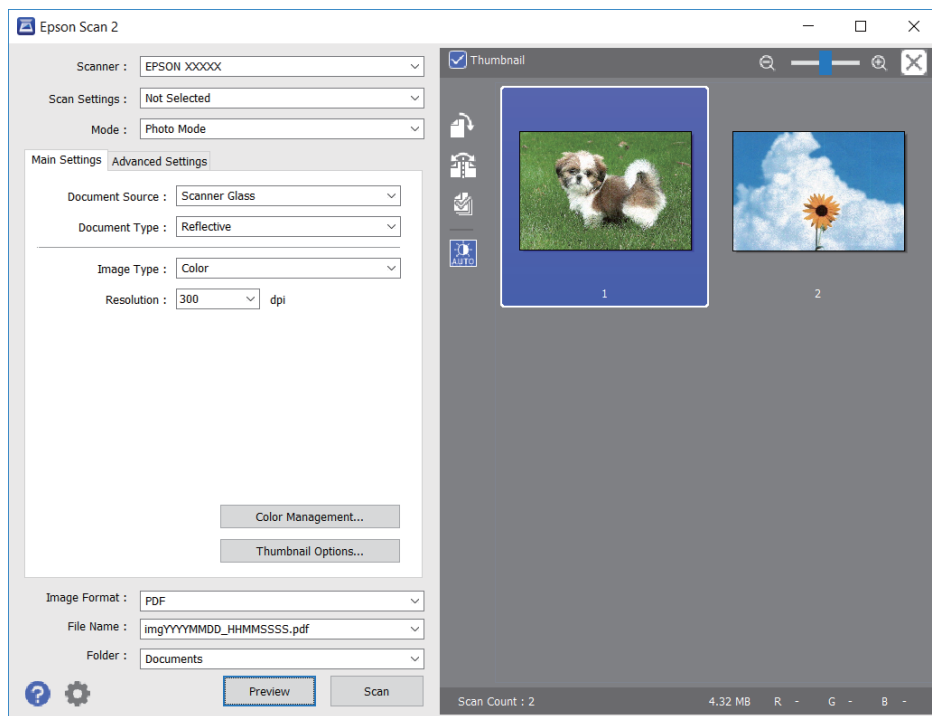 Epson Scan 2
Scanner : EPSON XXXXX
Scan Settings : Not Selected
Mode : Photo Mode
Main Settings Advanced Settings
Document Source : Scanner Glass
Document Type : Reflective
Image Type : Color
Resolution : 300 dpi
Color Management...
Thumbnail Options...
Image Format : PDF
File Name : imgYYYYMMDD_HHMMSSSS.pdf
Folder : Documents
Preview Scan
Thumbnail
AUTO
1 2
Scan Count : 2 4.32 MB R - G - B -